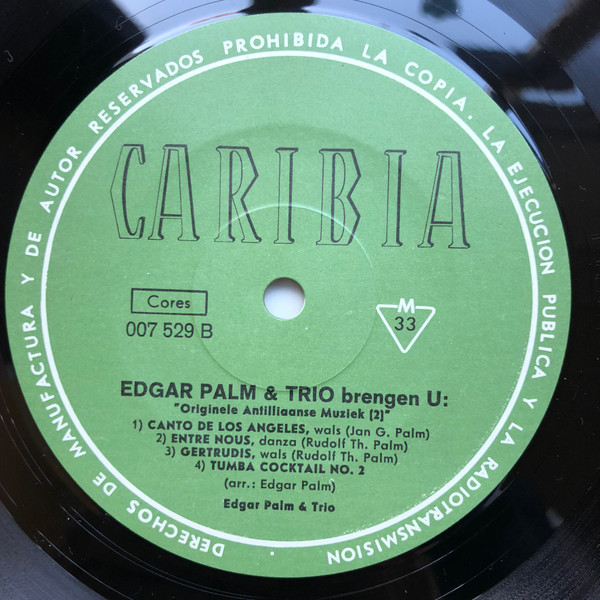 DERECHOS DE MANUFACTURA Y DE AUTOR RESERVADOS PROHIBIDA LA COPIA. LA EJECUCION PUBLICA Y LA RADIOTRANSMISION
CARIBIA
Cores
007 529 B
M
33
EDGAR PALM & TRIO brengen U:
"Originele Antilliaanse Muziek (2)"
1) CANTO DE LOS ANGELES, wals (Jan G. Palm)
2) ENTRE NOUS, danza (Rudolf Th. Palm)
3) GERTRUDIS, wals (Rudolf Th. Palm)
4) TUMBA COCKTAIL NO. 2
(arr.: Edgar Palm)
Edgar Palm & Trio